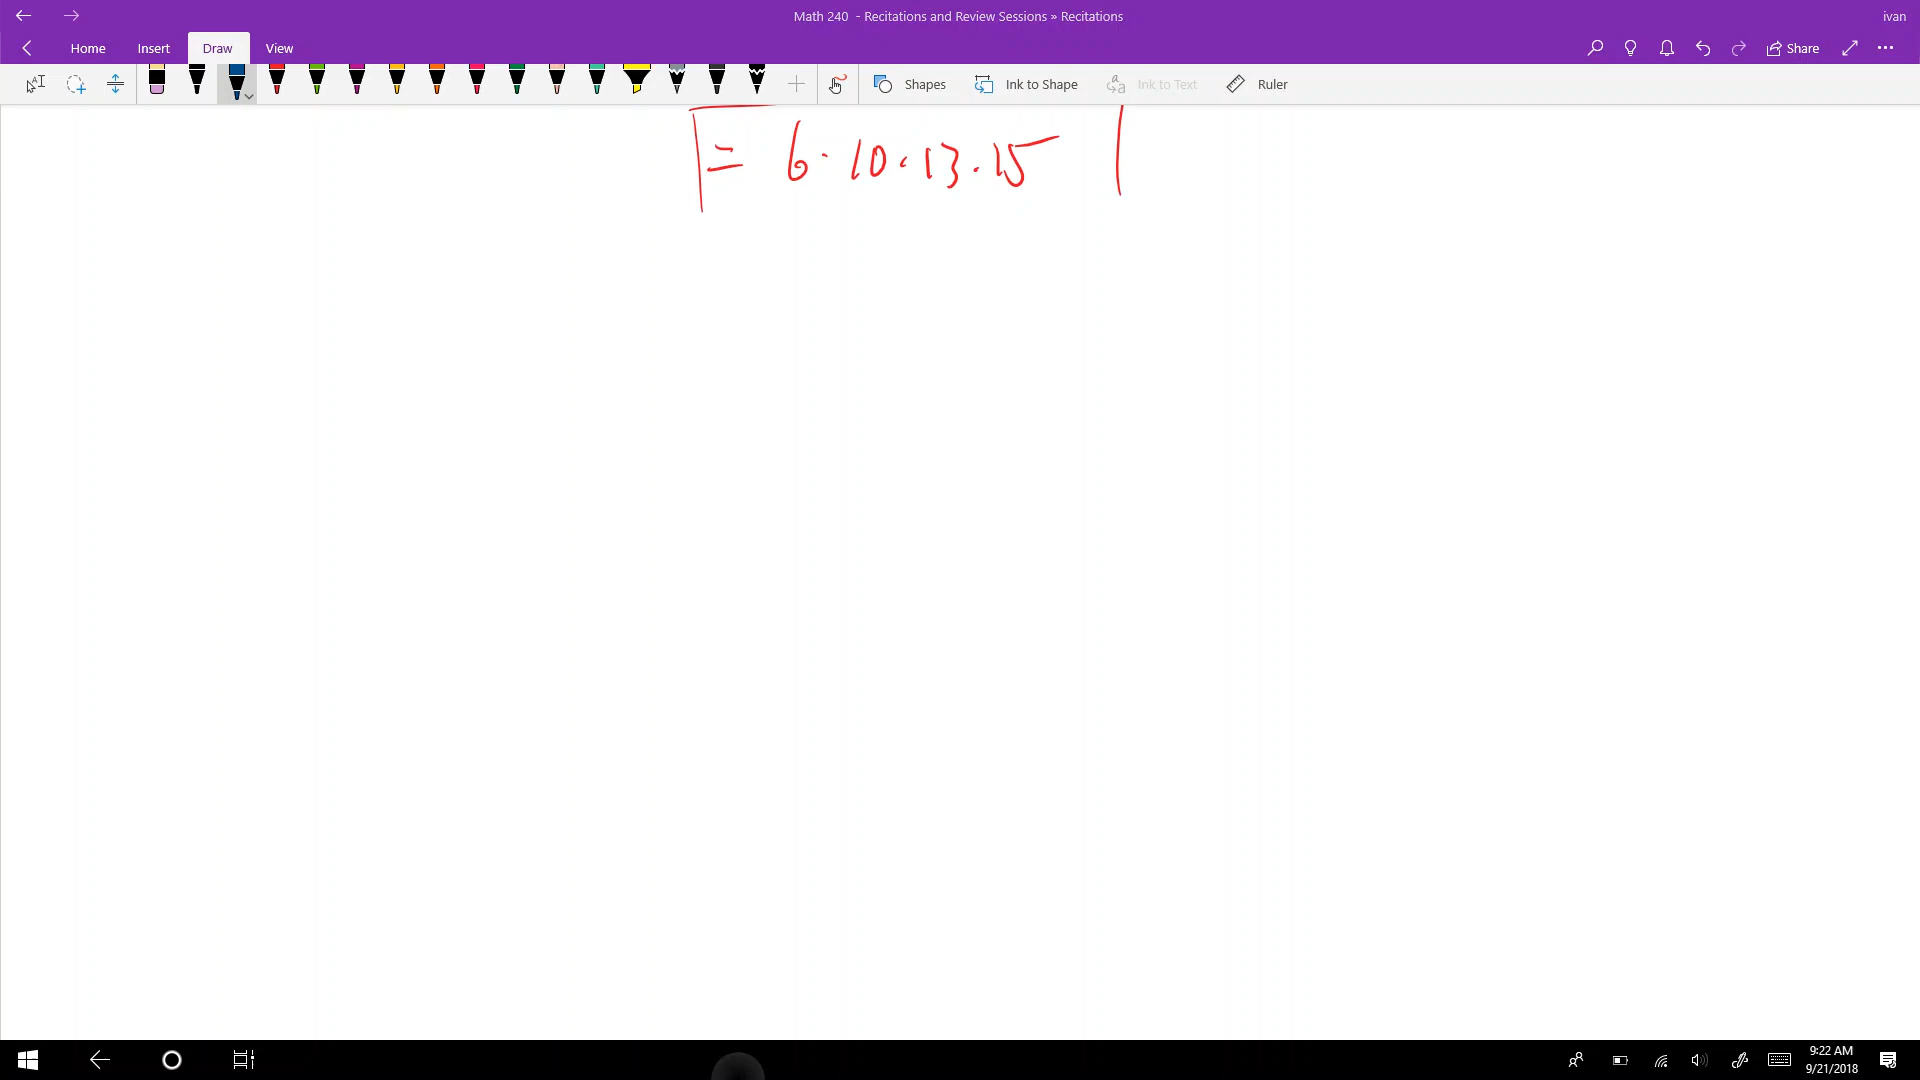 Math 240 - Recitations and Review Sessions » Recitations
ivan
Home Insert Draw View
Share
Shapes Ink to Shape Ink to Text Ruler
= 6 · 10 · 13 · 15
9:22 AM
9/21/2018